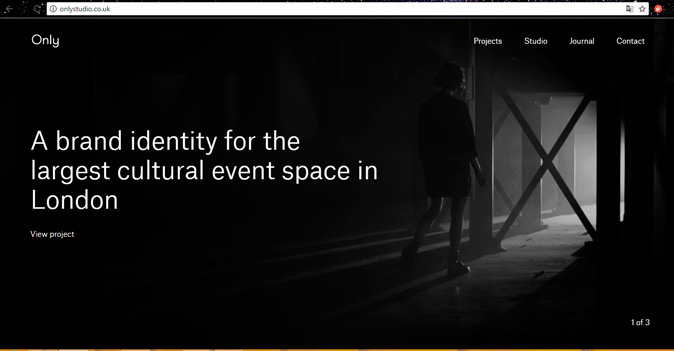 onlystudio.co.uk
Only
Projects Studio Journal Contact
A brand identity for the
largest cultural event space in
London
View project
1 of 3